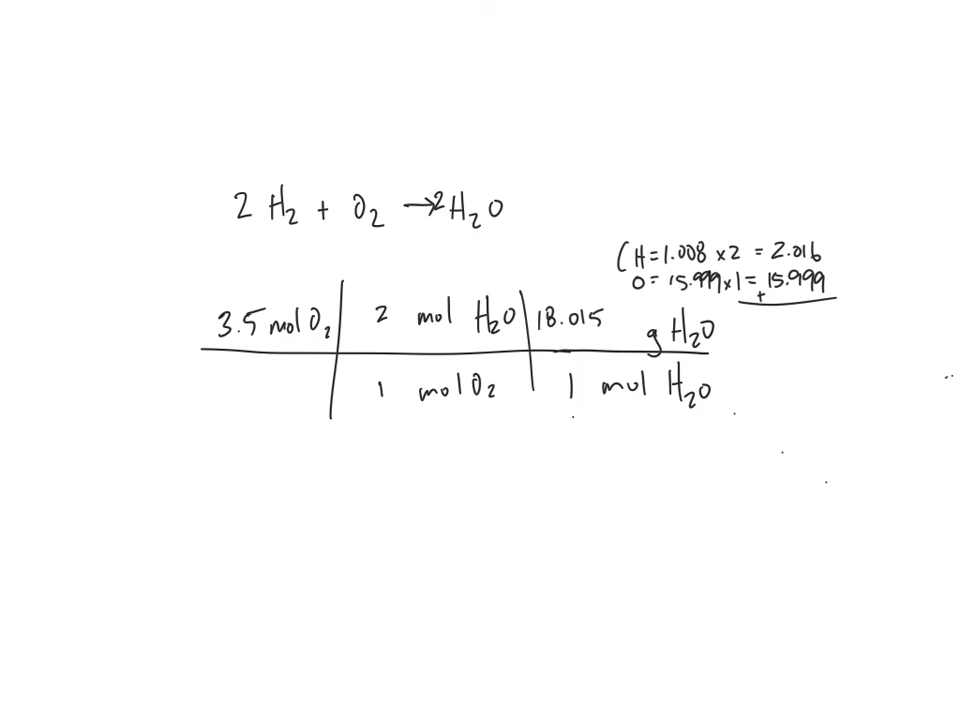 2 H₂ + O₂ → 2 H₂O
(H = 1.008 × 2 = 2.016
O = 15.999 × 1 = 15.999
+
3.5 mol O₂ | 2 mol H₂O | 18.015 g H₂O
1 mol O₂ | 1 mol H₂O